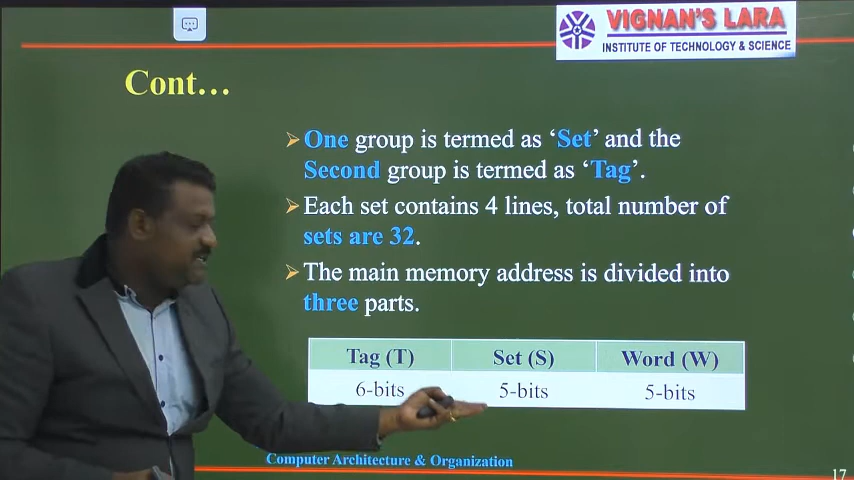 VIGNAN'S LARA
INSTITUTE OF TECHNOLOGY & SCIENCE
Cont…
➢ One group is termed as ‘Set’ and the
Second group is termed as ‘Tag’.
➢ Each set contains 4 lines, total number of
sets are 32.
➢ The main memory address is divided into
three parts.
Tag (T) Set (S) Word (W)
6-bits 5-bits 5-bits
Computer Architecture & Organization
17